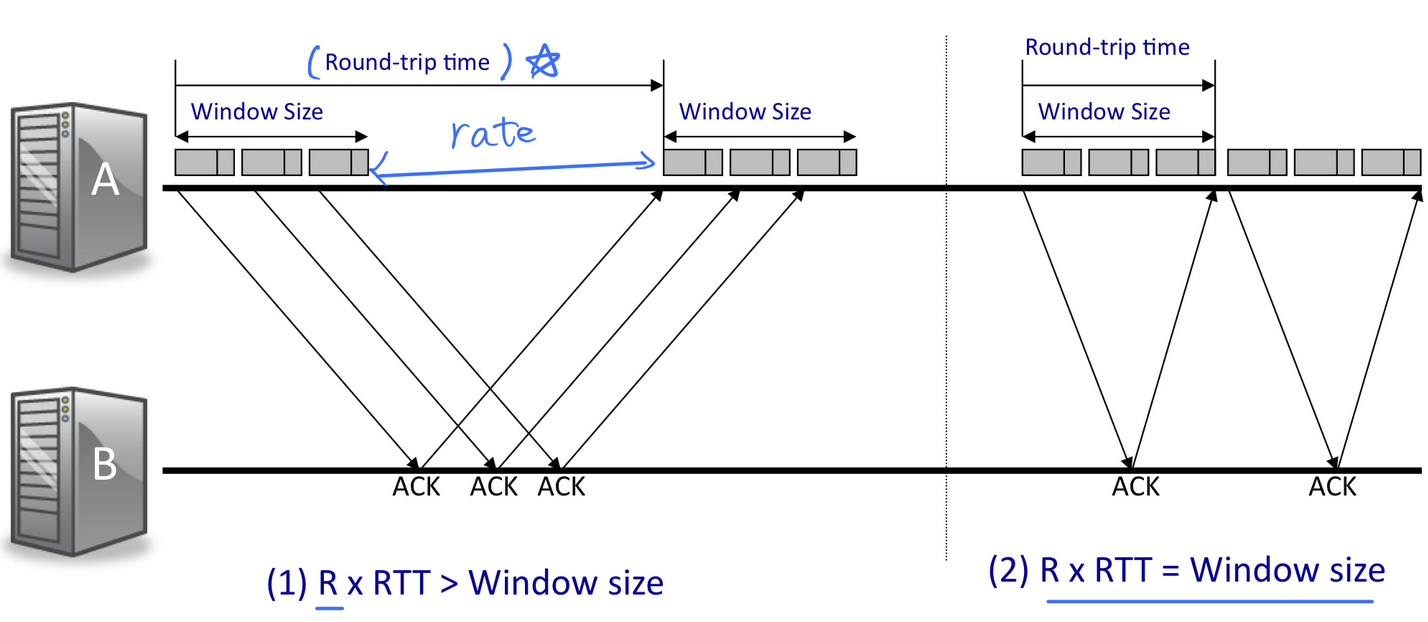 (Round-trip time) ☆
Round-trip time
Window Size
Window Size
Window Size
rate
A
B
ACK ACK ACK
ACK ACK
(1) R x RTT > Window size
(2) R x RTT = Window size